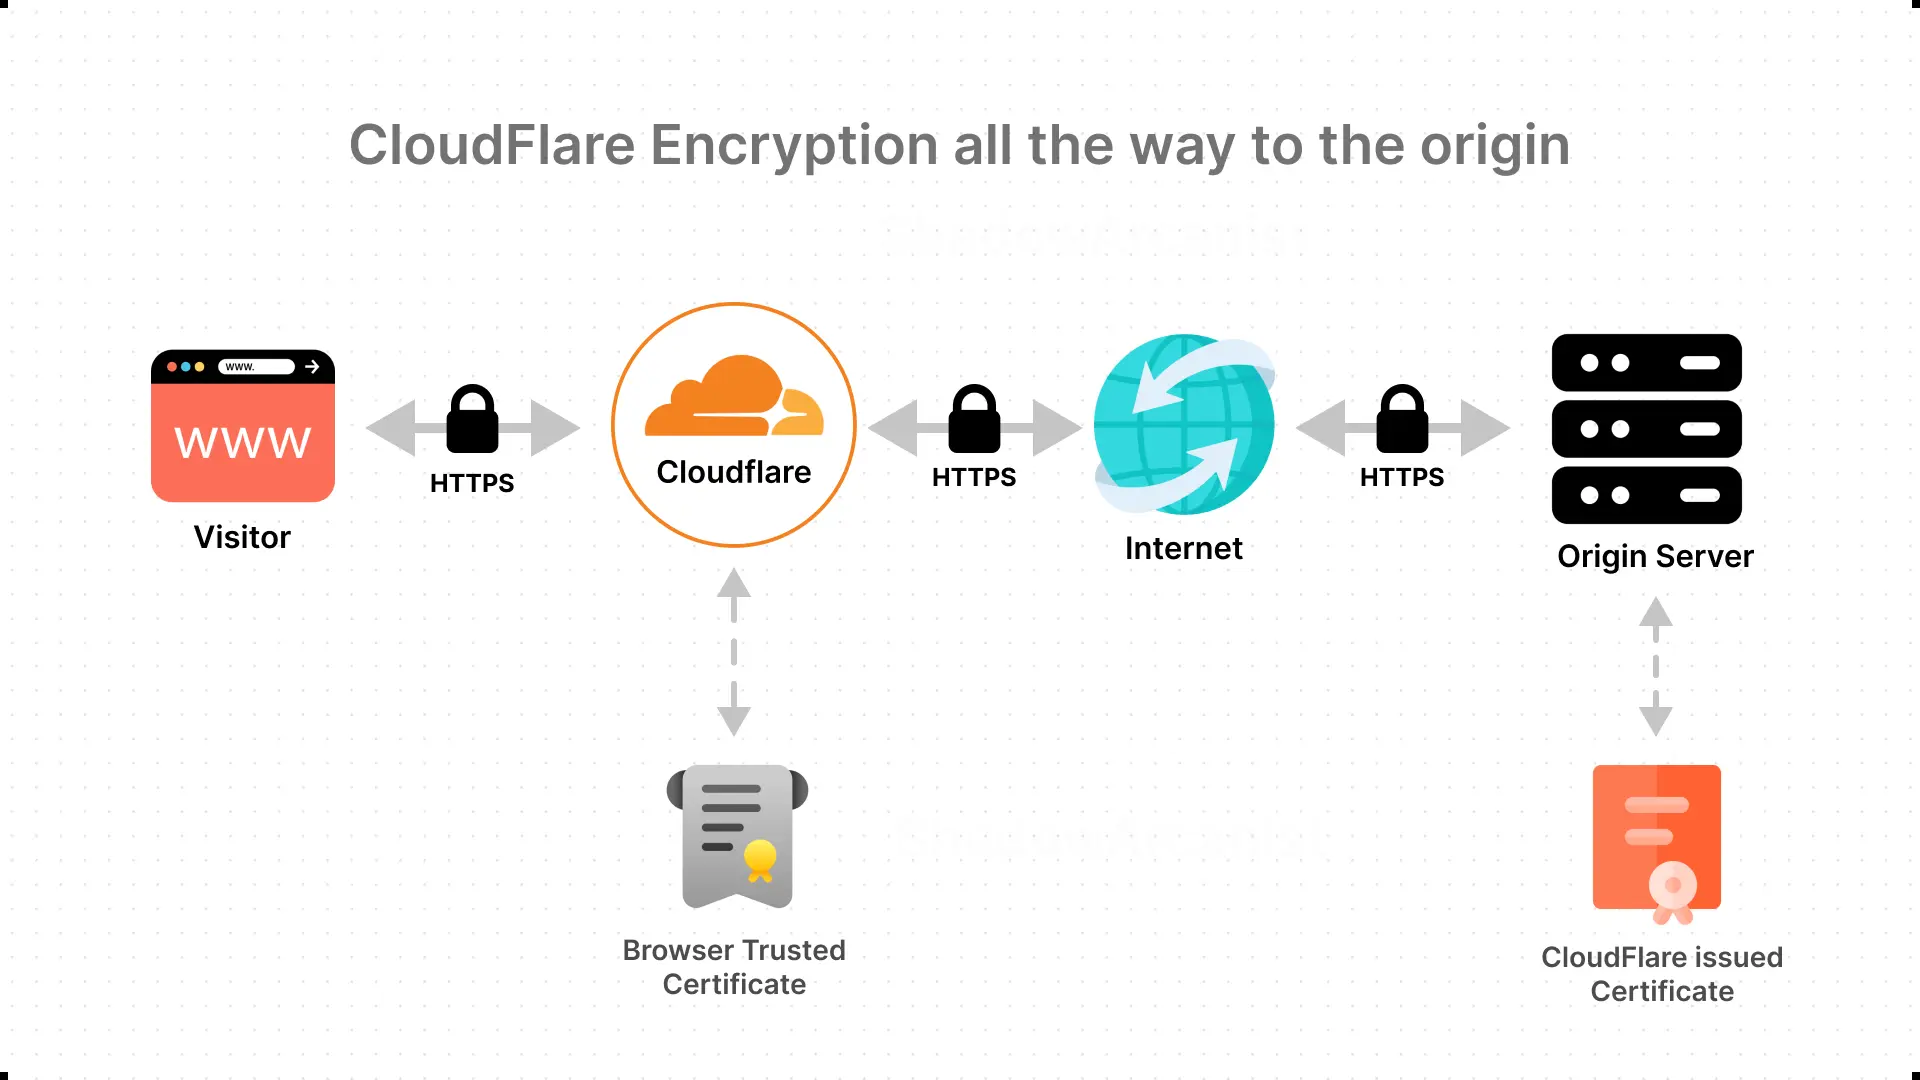 CloudFlare Encryption all the way to the origin
www.
WWW
HTTPS
Visitor
Cloudflare
HTTPS
Internet
HTTPS
Origin Server
Browser Trusted
Certificate
CloudFlare issued
Certificate